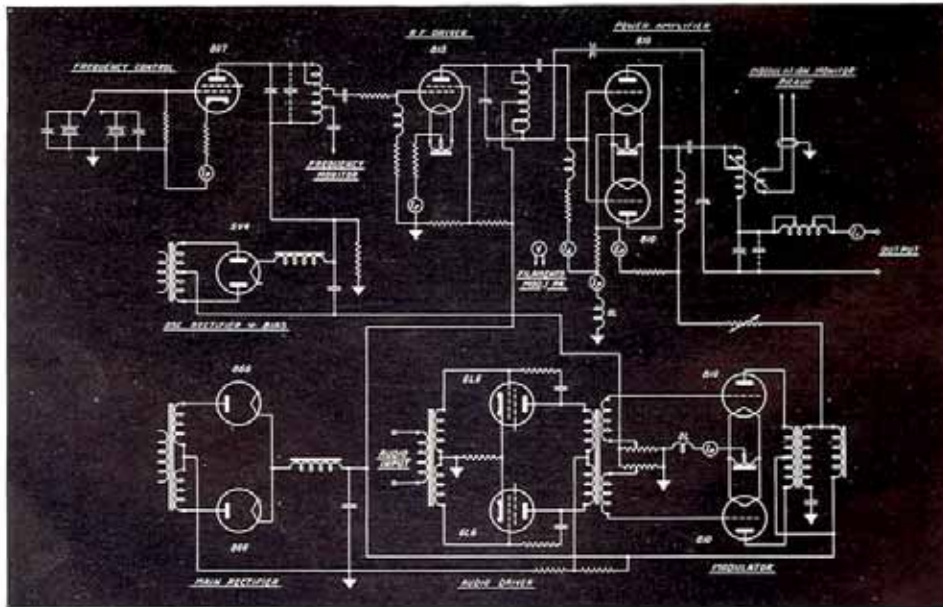 R.F. DRIVER
POWER AMPLIFIER
807
813
810
FREQUENCY CONTROL
MODULATION MONITOR
PICKUP
FREQUENCY
MONITOR
5V4
810
V
FILAMENTS
OUTPUT
OSC RECTIFIER & BIAS
866
6L6
810
AUDIO
INPUT
6L6
866
810
MODULATOR
MAIN RECTIFIER
AUDIO DRIVER